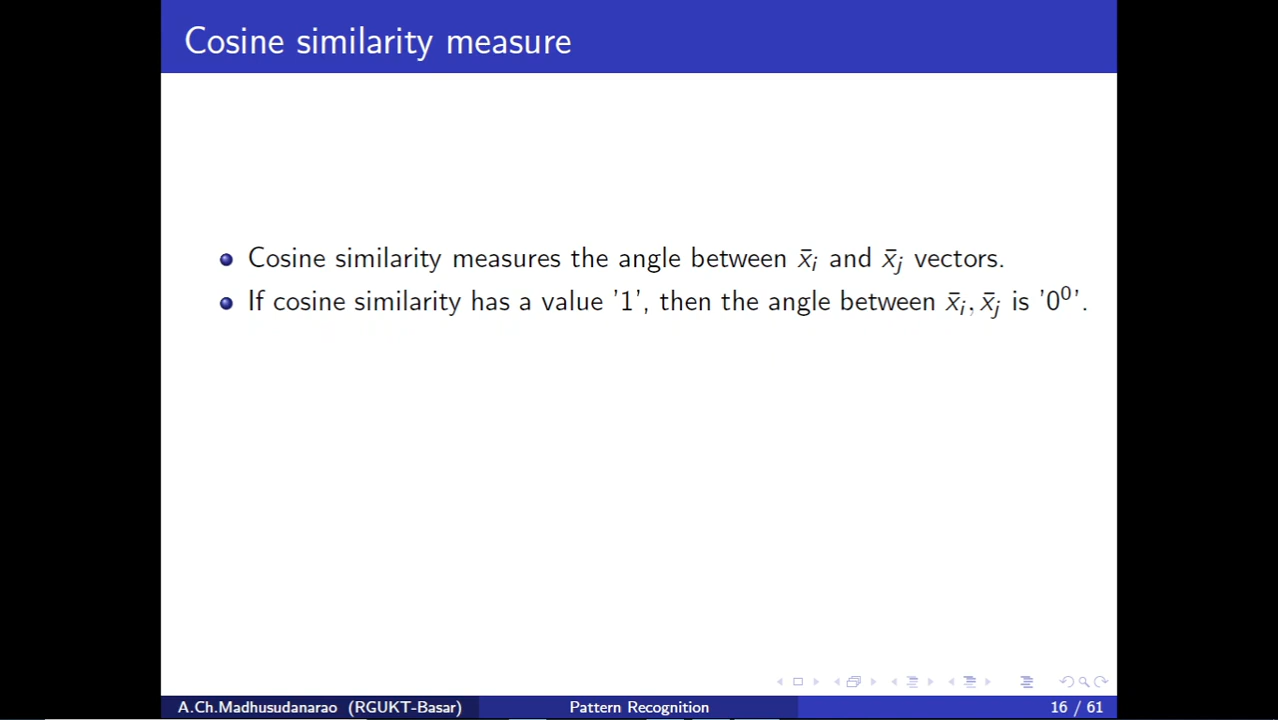 Cosine similarity measure
Cosine similarity measures the angle between x̄ᵢ and x̄ⱼ vectors.
If cosine similarity has a value '1', then the angle between x̄ᵢ, x̄ⱼ is '0⁰'.
A.Ch.Madhusudanarao (RGUKT-Basar) Pattern Recognition 16 / 61